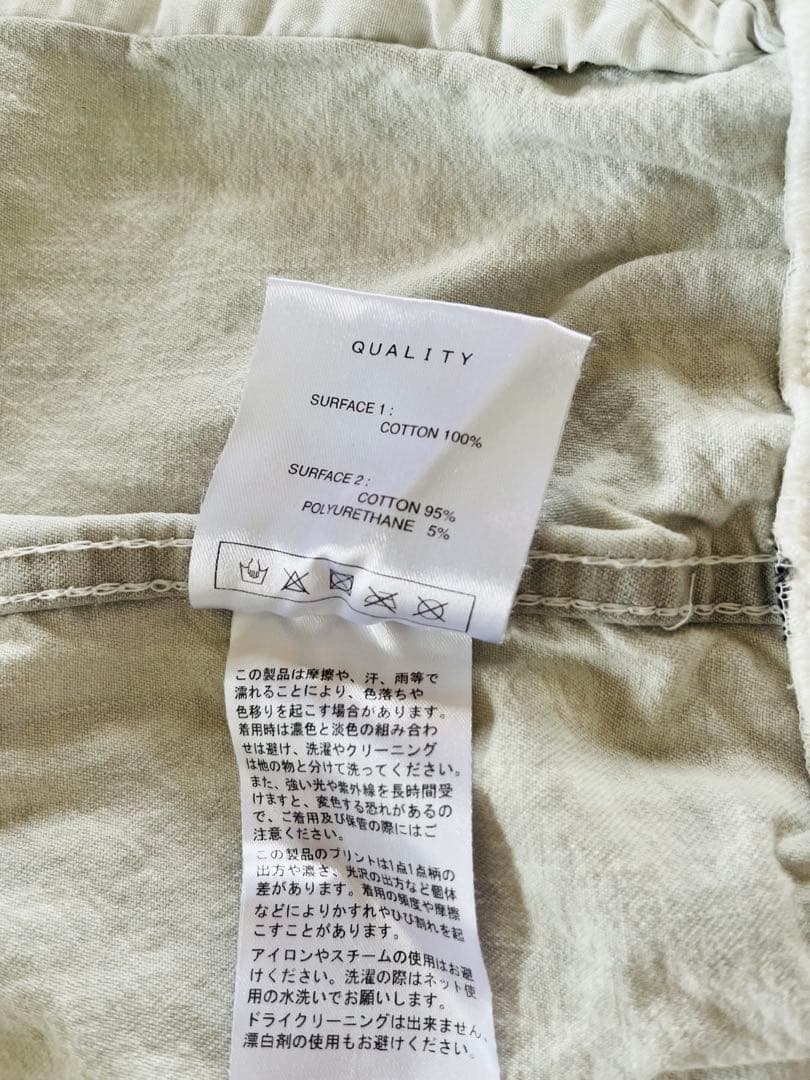 QUALITY
SURFACE 1 :
COTTON 100%
SURFACE 2 :
COTTON 95%
POLYURETHANE 5%
この製品は摩擦や、汗、雨等で
濡れることにより、色落ちや
色移りを起こす場合があります。
着用時は濃色と淡色の組み合わ
せは避け、洗濯やクリーニング
は他の物と分けて洗ってください。
また、強い光や紫外線を長時間受
けますと、変色する恐れがあるの
で、ご着用及び保管の際にはご
注意ください。
この製品のプリントは1点1点柄の
出方や濃さ、光沢の出方など個体
差があります。着用の頻度や摩擦
などによりかすれやひび割れを起
こすことがあります。
アイロンやスチームの使用はお避
けください。洗濯の際はネット使
用の水洗いでお願いします。
ドライクリーニングは出来ません、
漂白剤の使用もお避けください。